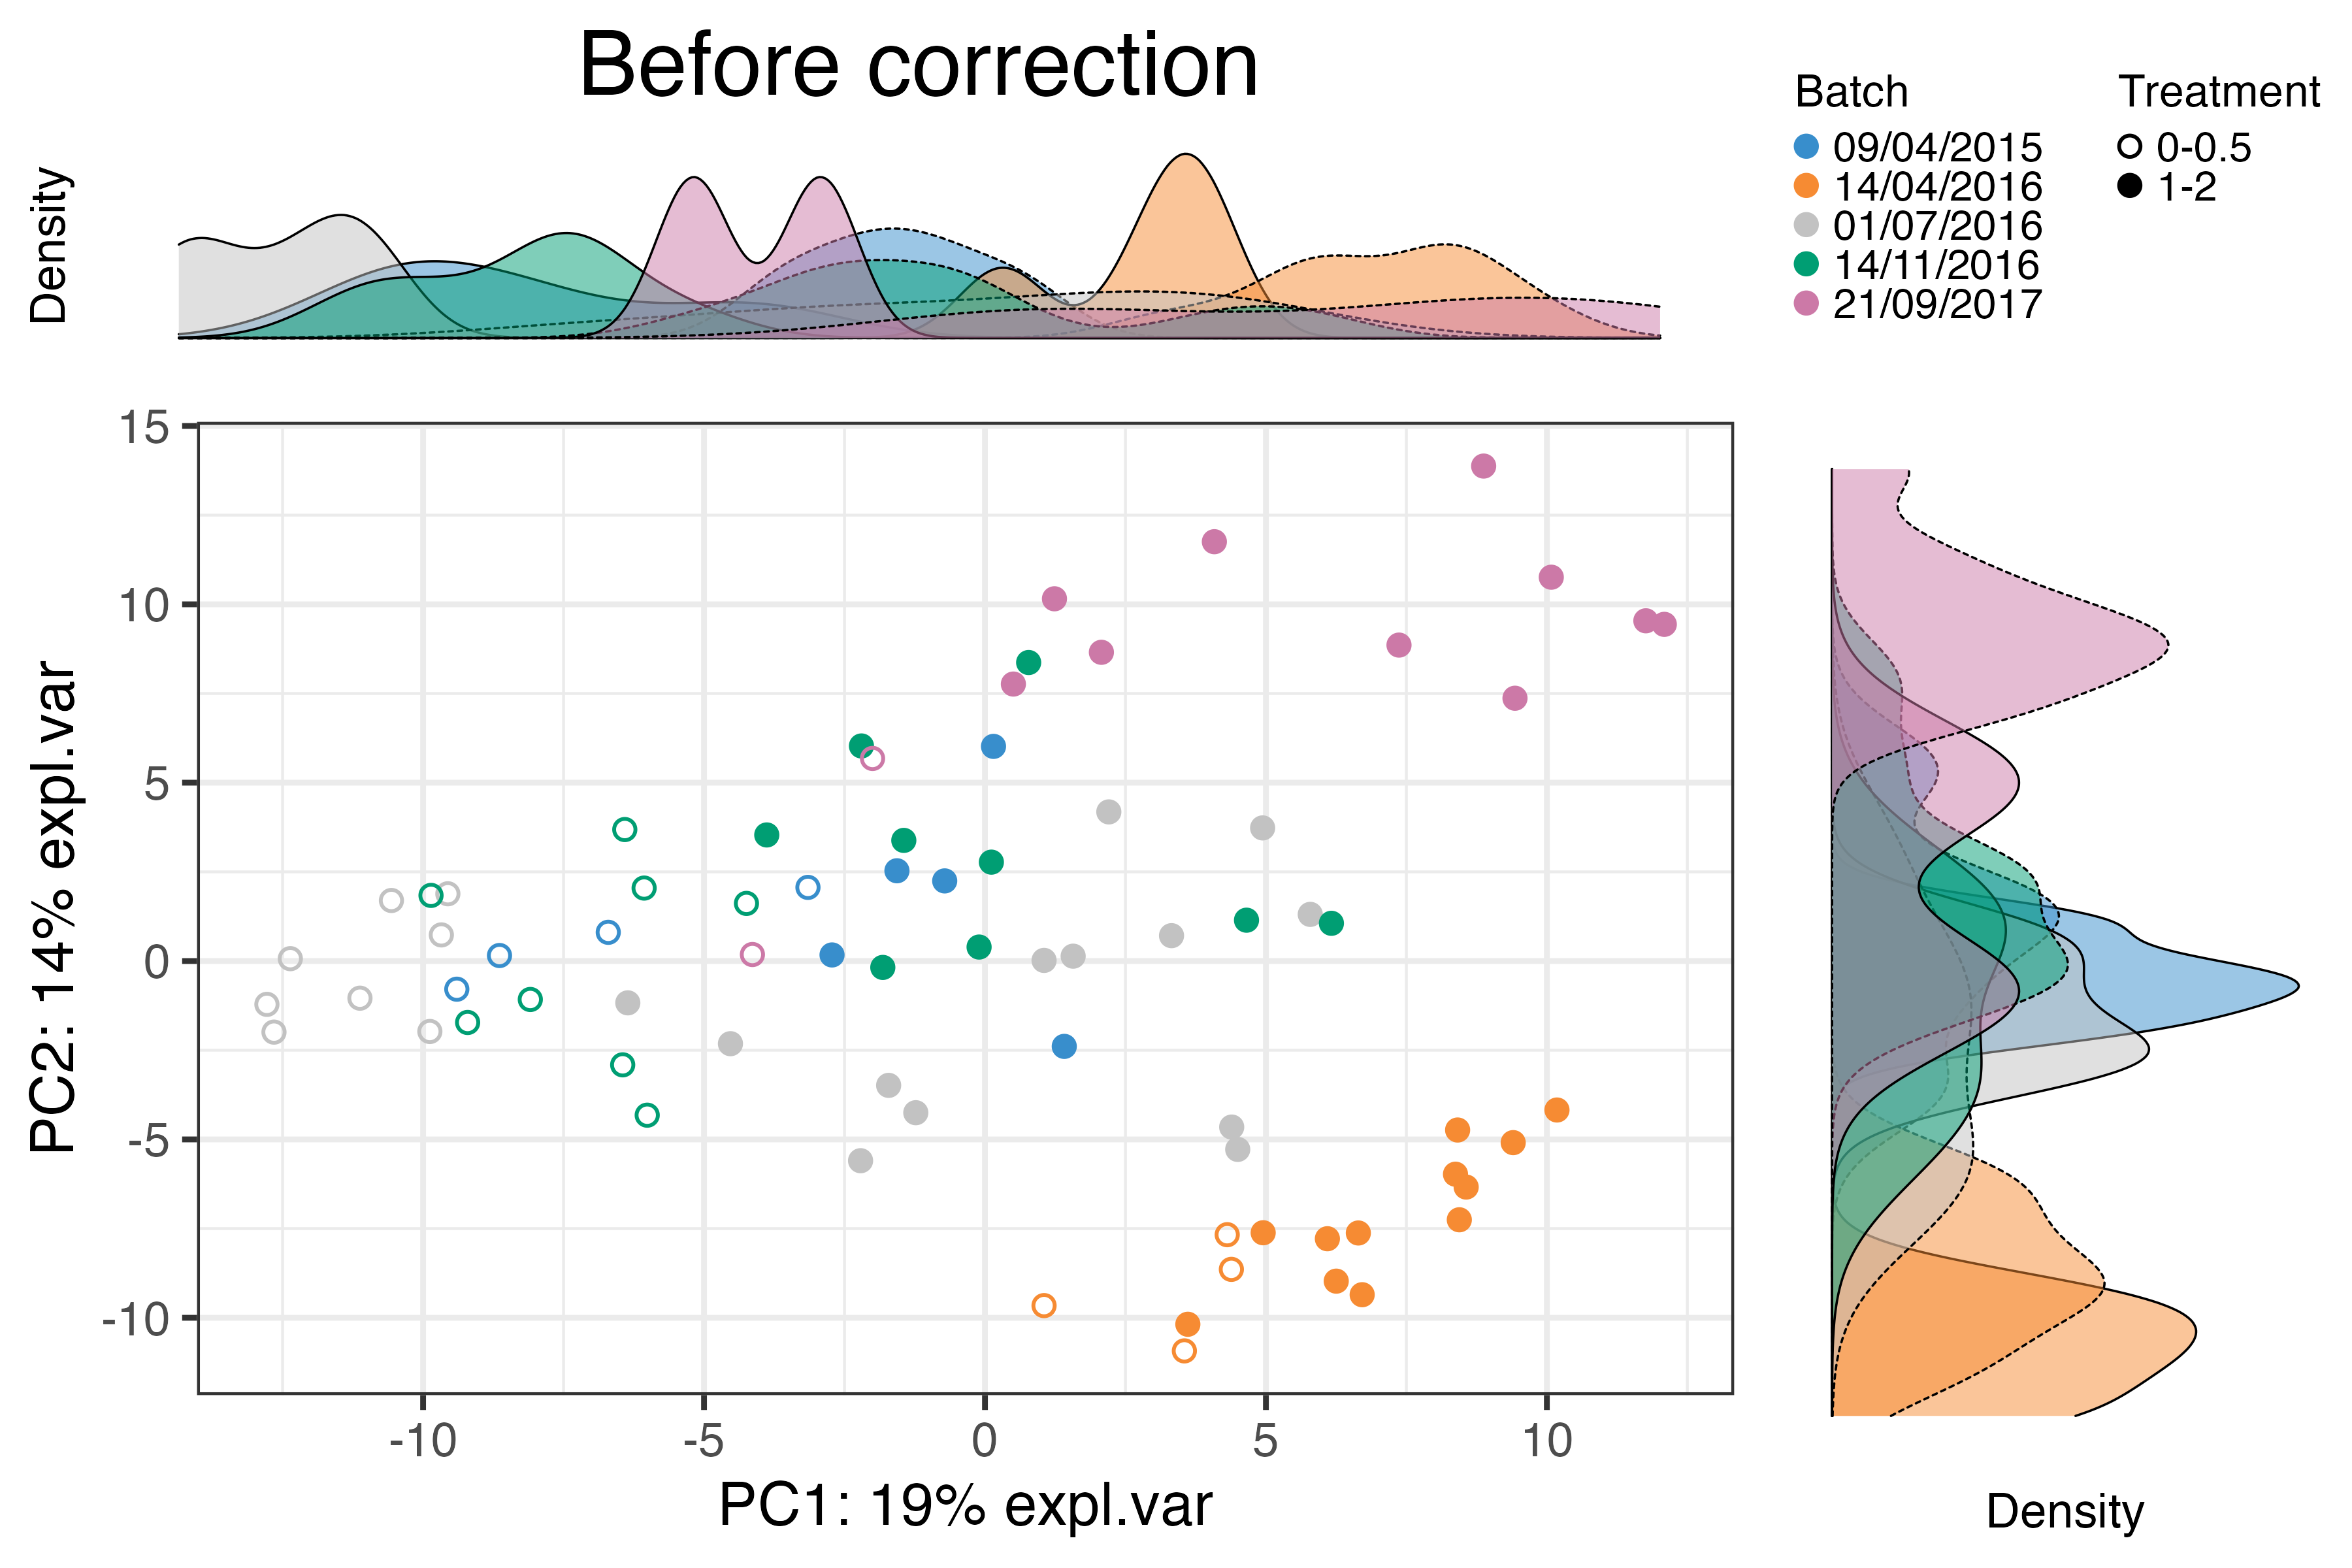 Before correction
Density
Batch
09/04/2015
14/04/2016
01/07/2016
14/11/2016
21/09/2017
Treatment
0-0.5
1-2
PC2: 14% expl.var
15
10
5
0
-5
-10
-10
-5
0
5
10
PC1: 19% expl.var
Density